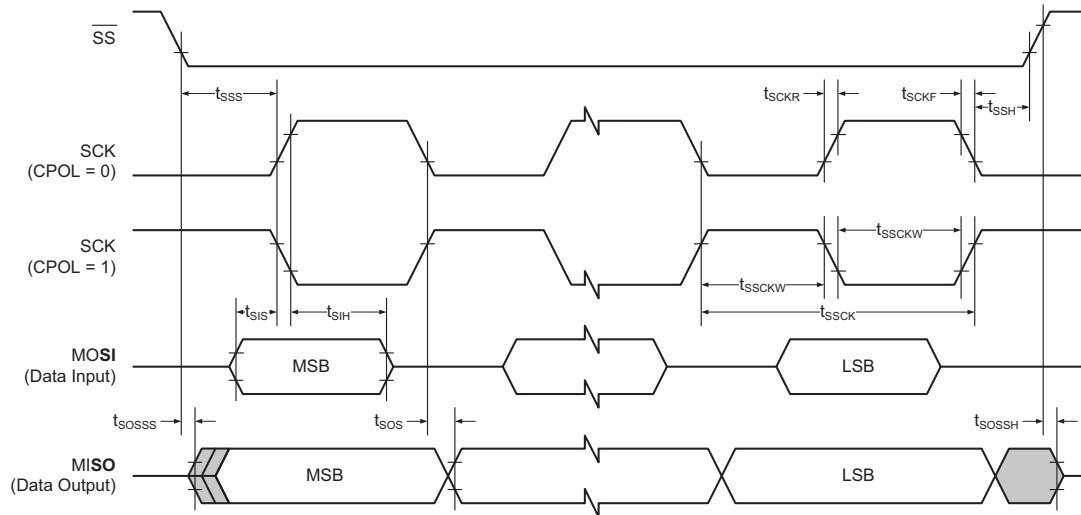 SS
tSSS
tSCKR
tSCKF
tSSH
SCK
(CPOL = 0)
SCK
(CPOL = 1)
tSSCKW
tSSCKW
tSSCK
tSIS
tSIH
MOSI
(Data Input)
MSB
LSB
tSOSSS
tSOS
tSOSSH
MISO
(Data Output)
MSB
LSB